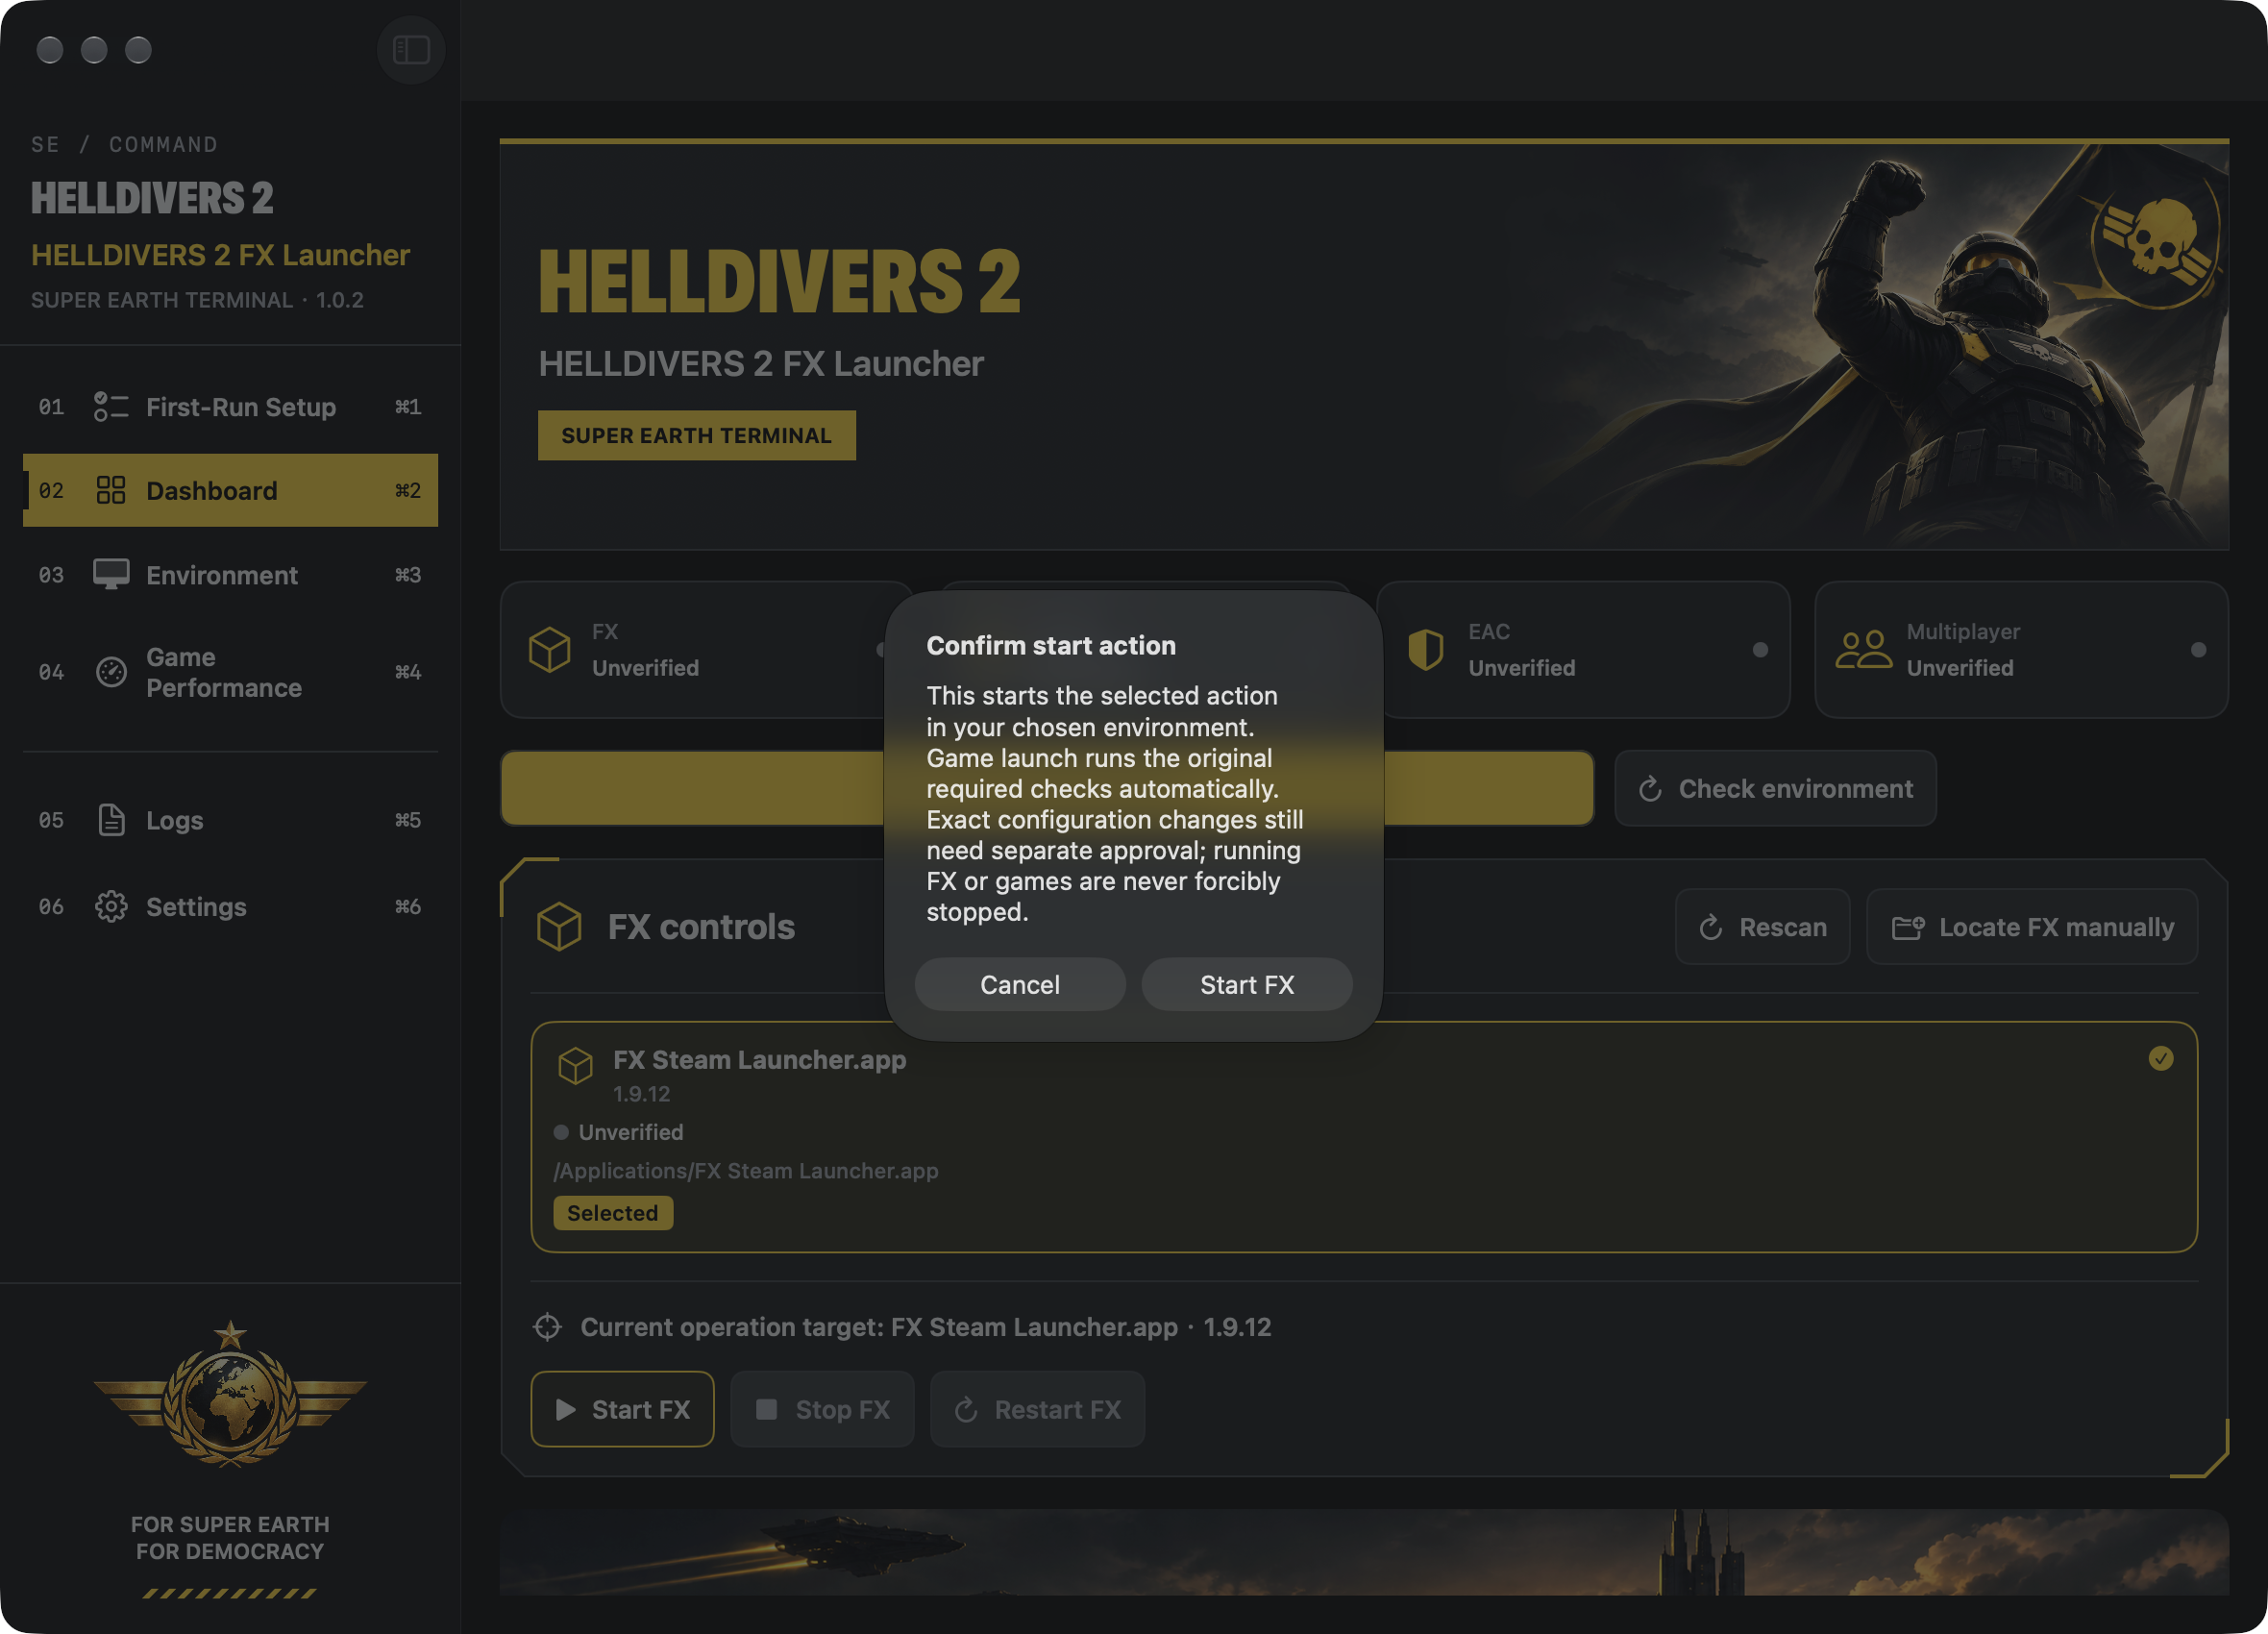 SE / COMMAND
HELLDIVERS 2
HELLDIVERS 2 FX Launcher
SUPER EARTH TERMINAL · 1.0.2
01 First-Run Setup ⌘1
02 Dashboard ⌘2
03 Environment ⌘3
04 Game Performance ⌘4
05 Logs ⌘5
06 Settings ⌘6
FOR SUPER EARTH
FOR DEMOCRACY
HELLDIVERS 2
HELLDIVERS 2 FX Launcher
SUPER EARTH TERMINAL
FX
Unverified
EAC
Unverified
Multiplayer
Unverified
Check environment
Confirm start action
This starts the selected action
in your chosen environment.
Game launch runs the original
required checks automatically.
Exact configuration changes still
need separate approval; running
FX or games are never forcibly
stopped.
Cancel
Start FX
FX controls
Rescan
Locate FX manually
FX Steam Launcher.app
1.9.12
Unverified
/Applications/FX Steam Launcher.app
Selected
Current operation target: FX Steam Launcher.app · 1.9.12
Start FX
Stop FX
Restart FX